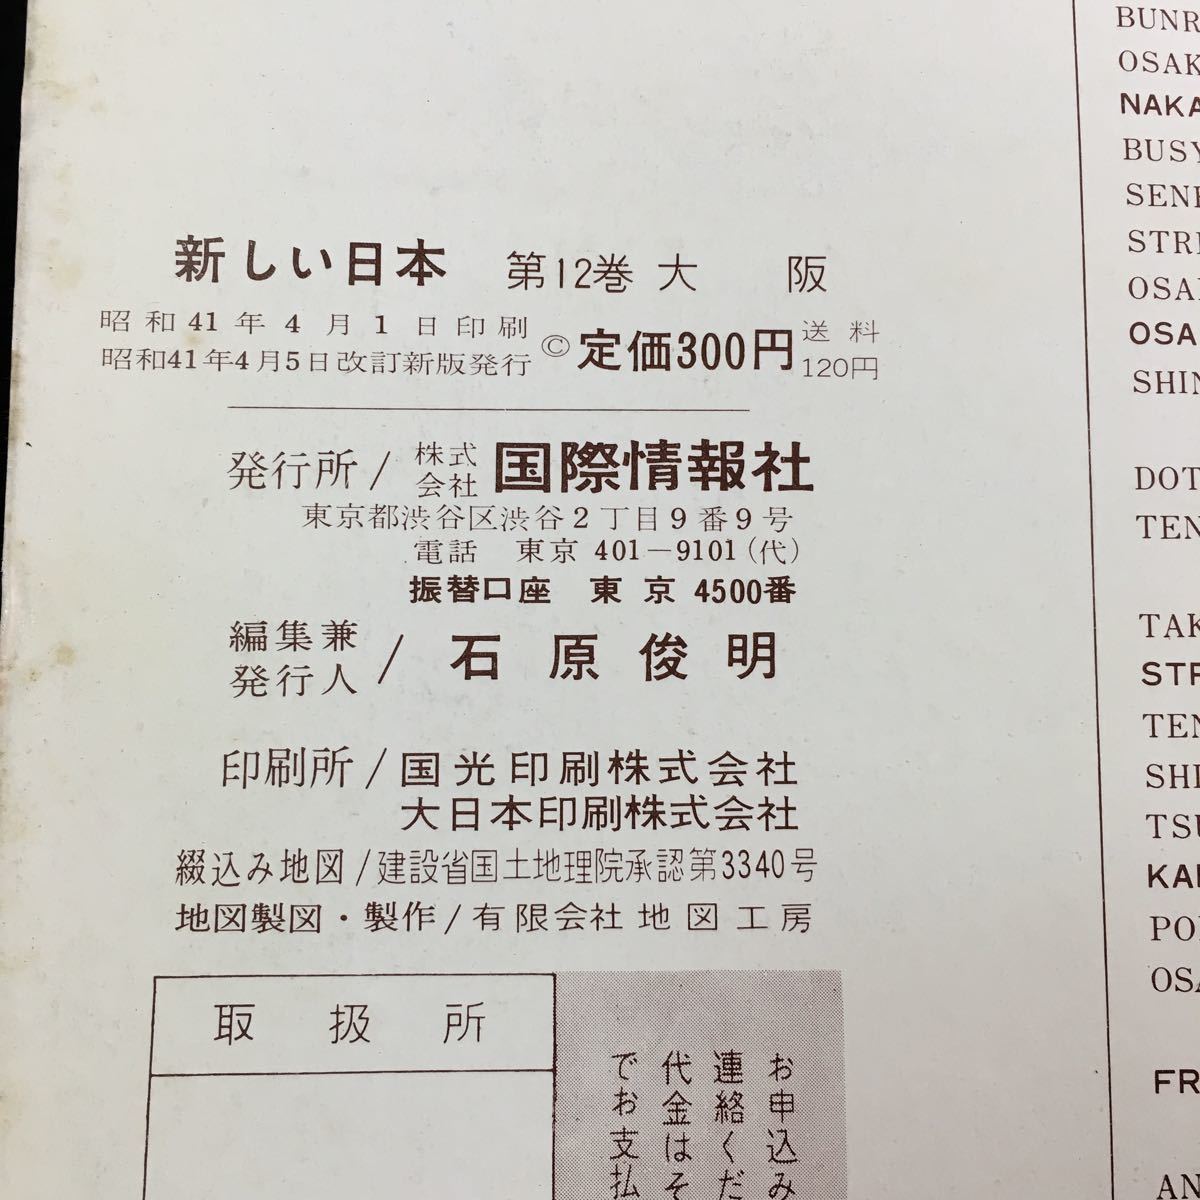 新しい日本 第12巻 大 阪
昭和41年4月1日印刷
昭和41年4月5日改訂新版発行
©定価300円 送料
120円
発行所/株式会社 国際情報社
東京都渋谷区渋谷2丁目9番9号
電話 東京 401-9101(代)
振替口座 東京 4500番
編集兼
発行人/石原俊明
印刷所/国光印刷株式会社
大日本印刷株式会社
綴込み地図/建設省国土地理院承認第3340号
地図製図・製作/有限会社地図工房
取扱所
お申込み
連絡くだ
代金はそ
でお支払
BUNR
OSAK
NAKA
BUSY
SENB
STRE
OSAK
OSA
SHIN
DOT
TEN
TAK
STR
TEN
SHI
TSU
KAN
PO
OSA
FR
AN